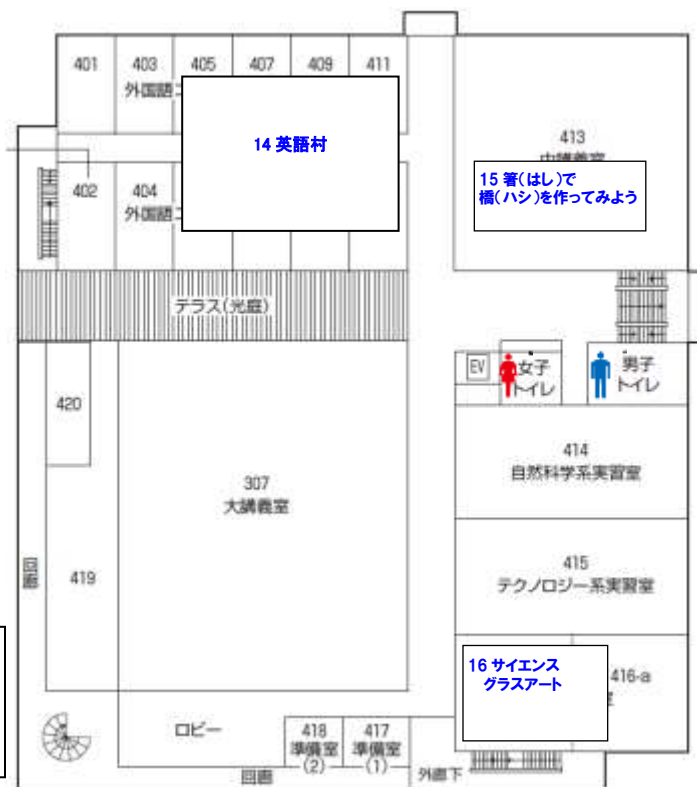 401
403
405
407
409
411
外国語
14 英語村
413
15 箸(はし)で
橋(ハシ)を作ってみよう
402
404
外国語
テラス(光庭)
EV
女子
トイレ
男子
トイレ
420
414
自然科学系実習室
307
大講義室
415
テクノロジー系実習室
回廊
419
16 サイエンス
グラスアート
416-a
室
ロビー
418
準備室
(2)
417
準備室
(1)
回廊
外廊下